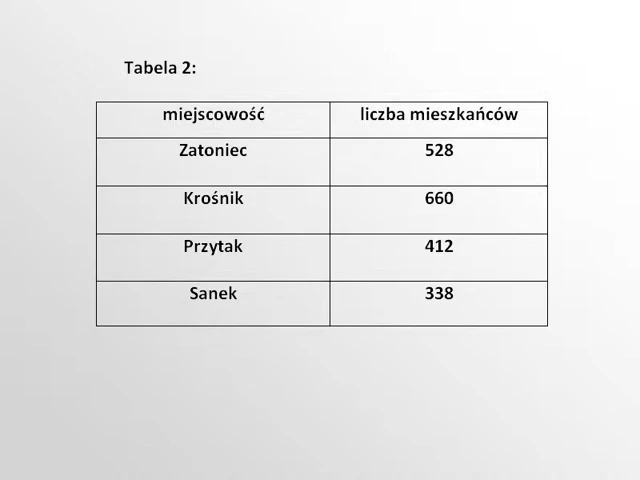 Tabela 2:
miejscowość liczba mieszkańców
Zatoniec 528
Krośnik 660
Przytak 412
Sanek 338